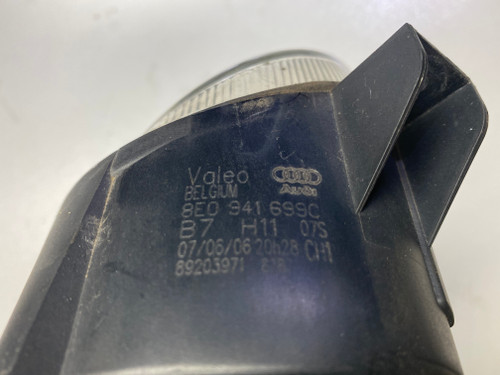 Valeo
BELGIUM
Audi
8E0 941 699C
B7 H11 07S
07/06/06 20h28 CH1
89203971